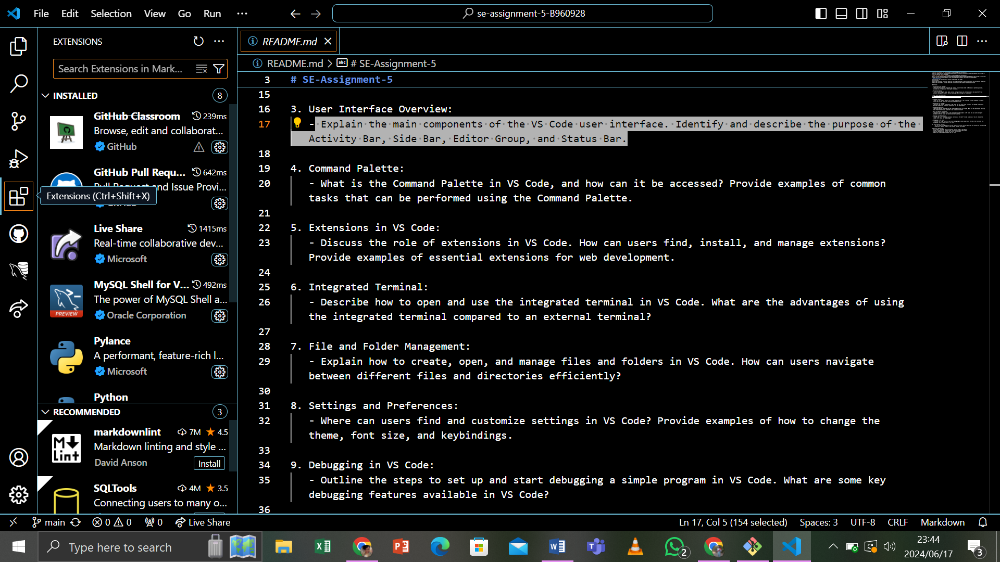 File Edit Selection View Go Run ···
se-assignment-5-B960928
EXTENSIONS
Search Extensions in Mark...
INSTALLED 8
GitHub Classroom 239ms
Browse, edit and collaborat...
GitHub
GitHub Pull Requ... 642ms
Pull Request and Issue Provi...
Extensions (Ctrl+Shift+X)
Live Share 1415ms
Real-time collaborative dev...
Microsoft
MySQL Shell for V... 492ms
The power of MySQL Shell a...
PREVIEW
Oracle Corporation
Pylance
A performant, feature-rich l...
Microsoft
Python
RECOMMENDED 3
markdownlint 7M 4.5
Markdown linting and style ...
M Lint
David Anson Install
SQLTools 4M 3.5
Connecting users to many o...
README.md
README.md > # SE-Assignment-5
3 # SE-Assignment-5
15
16 3. User Interface Overview:
17 - Explain the main components of the VS Code user interface. Identify and describe the purpose of the
Activity Bar, Side Bar, Editor Group, and Status Bar.
18
19 4. Command Palette:
20 - What is the Command Palette in VS Code, and how can it be accessed? Provide examples of common
tasks that can be performed using the Command Palette.
21
22 5. Extensions in VS Code:
23 - Discuss the role of extensions in VS Code. How can users find, install, and manage extensions?
Provide examples of essential extensions for web development.
24
25 6. Integrated Terminal:
26 - Describe how to open and use the integrated terminal in VS Code. What are the advantages of using
the integrated terminal compared to an external terminal?
27
28 7. File and Folder Management:
29 - Explain how to create, open, and manage files and folders in VS Code. How can users navigate
between different files and directories efficiently?
30
31 8. Settings and Preferences:
32 - Where can users find and customize settings in VS Code? Provide examples of how to change the
theme, font size, and keybindings.
33
34 9. Debugging in VS Code:
35 - Outline the steps to set up and start debugging a simple program in VS Code. What are some key
debugging features available in VS Code?
36
main 0 0 0 Live Share
Ln 17, Col 5 (154 selected) Spaces: 3 UTF-8 CRLF Markdown
Type here to search
2
23:44
2024/06/17
3